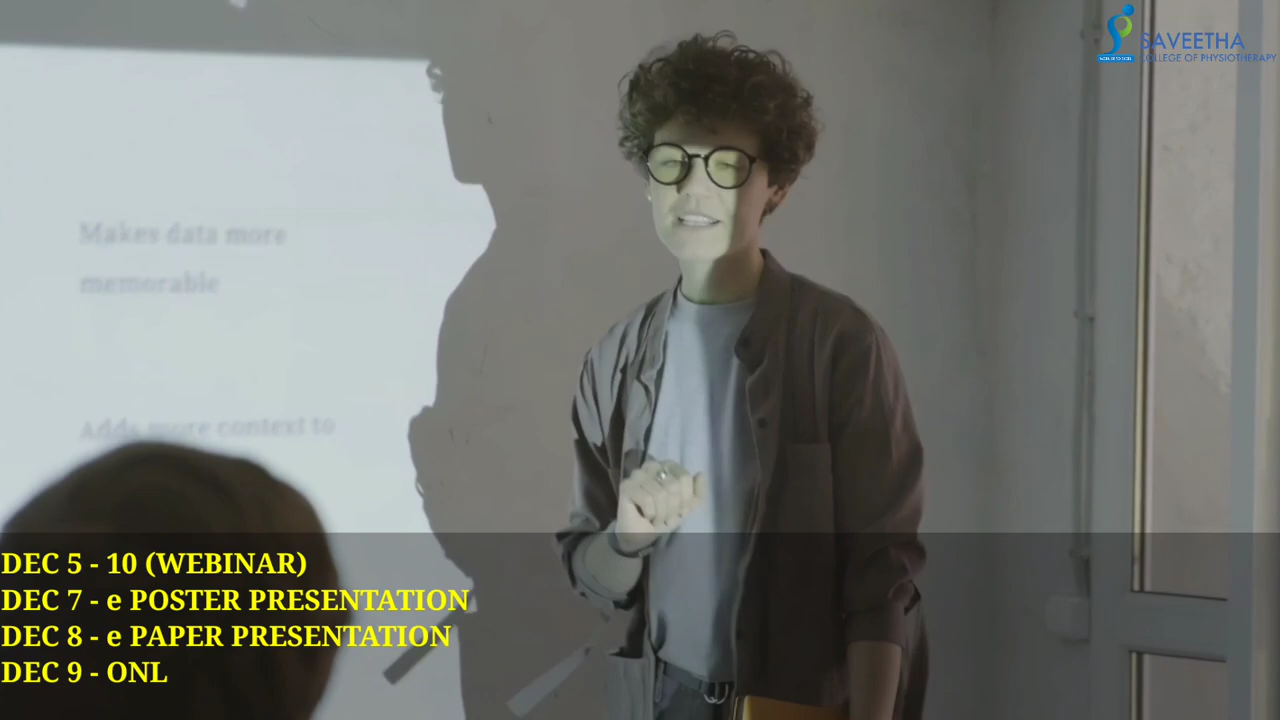 SAVEETHA
COLLEGE OF PHYSIOTHERAPY
Makes data more
memorable
Adds more context to
DEC 5 - 10 (WEBINAR)
DEC 7 - e POSTER PRESENTATION
DEC 8 - e PAPER PRESENTATION
DEC 9 - ONL